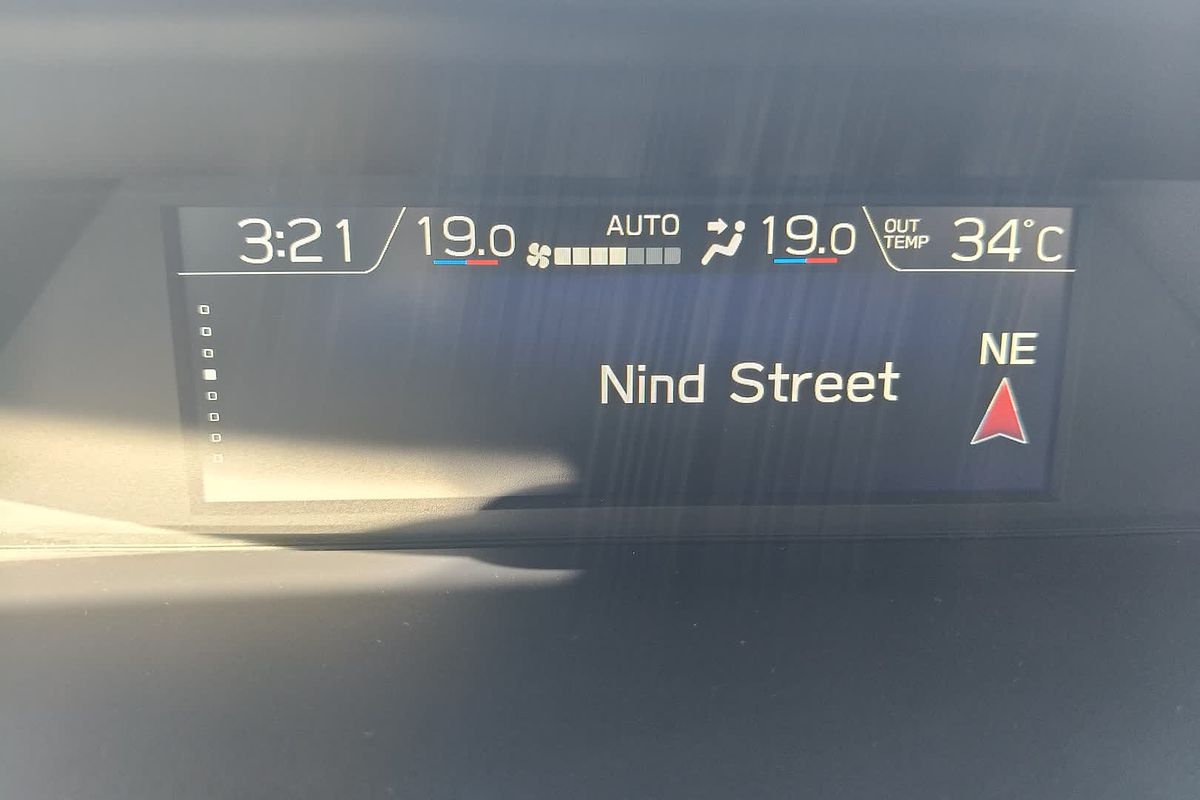 3:21
19.0
AUTO
19.0
OUT TEMP
34°C
NE
Nind Street